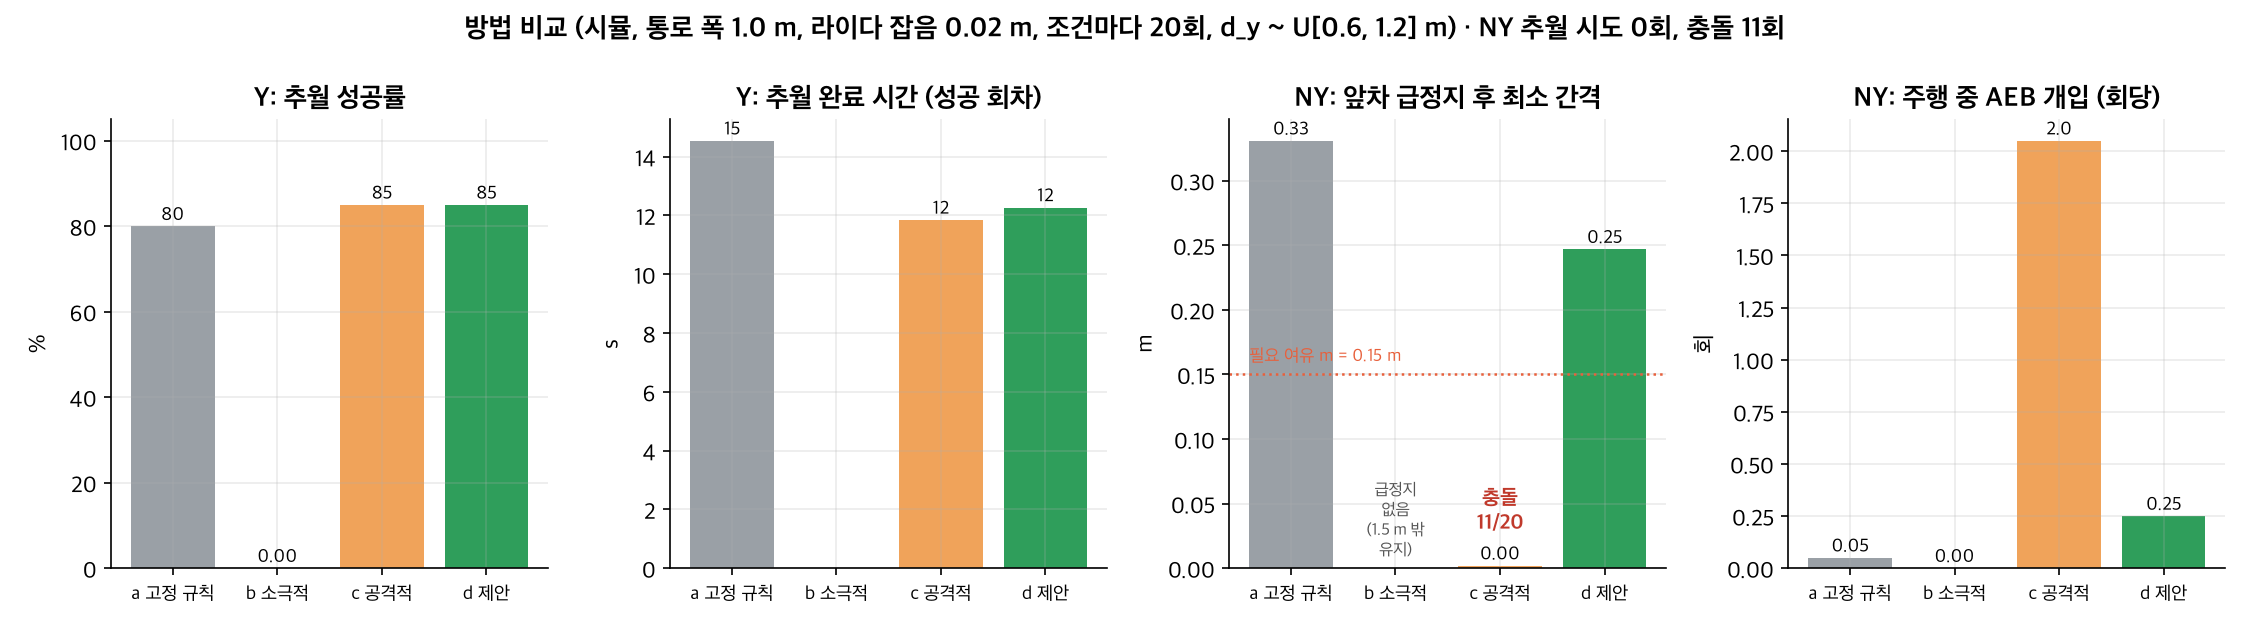 방법 비교 (시뮬, 통로 폭 1.0 m, 라이다 잡음 0.02 m, 조건마다 20회, d_y ~ U[0.6, 1.2] m) · NY 추월 시도 0회, 충돌 11회
Y: 추월 성공률
100
80
60
40
20
0
%
80
0.00
85
85
a 고정 규칙
b 소극적
c 공격적
d 제안
Y: 추월 완료 시간 (성공 회차)
14
12
10
8
6
4
2
0
s
15
12
12
a 고정 규칙
b 소극적
c 공격적
d 제안
NY: 앞차 급정지 후 최소 간격
0.30
0.25
0.20
0.15
0.10
0.05
0.00
m
0.33
0.25
필요 여유 m = 0.15 m
급정지
없음
(1.5 m 밖
유지)
충돌
11/20
0.00
a 고정 규칙
b 소극적
c 공격적
d 제안
NY: 주행 중 AEB 개입 (회당)
2.00
1.75
1.50
1.25
1.00
0.75
0.50
0.25
0.00
회
0.05
0.00
2.0
0.25
a 고정 규칙
b 소극적
c 공격적
d 제안